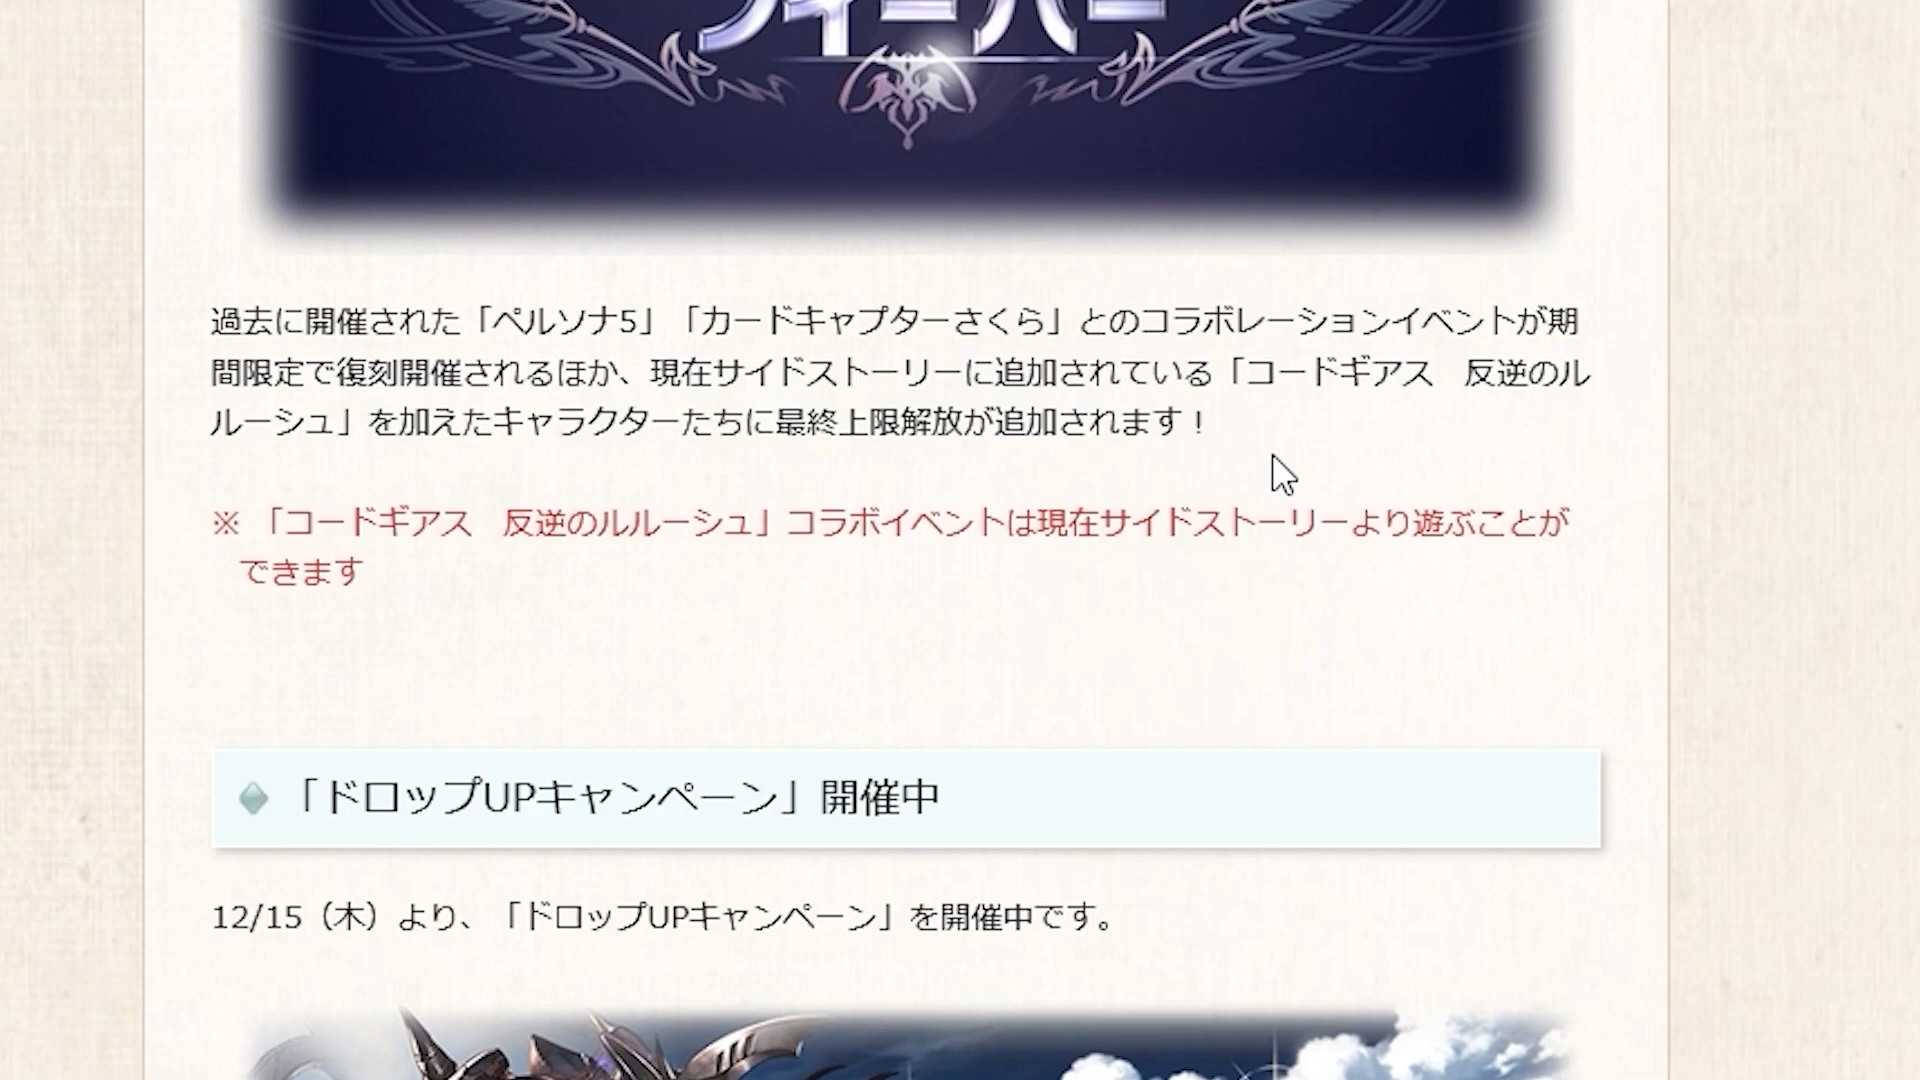 過去に開催された「ペルソナ5」「カードキャプターさくら」とのコラボレーションイベントが期
間限定で復刻開催されるほか、現在サイドストーリーに追加されている「コードギアス　反逆のル
ルーシュ」を加えたキャラクターたちに最終上限解放が追加されます！
※ 「コードギアス　反逆のルルーシュ」コラボイベントは現在サイドストーリーより遊ぶことが
できます
「ドロップUPキャンペーン」開催中
12/15（木）より、「ドロップUPキャンペーン」を開催中です。